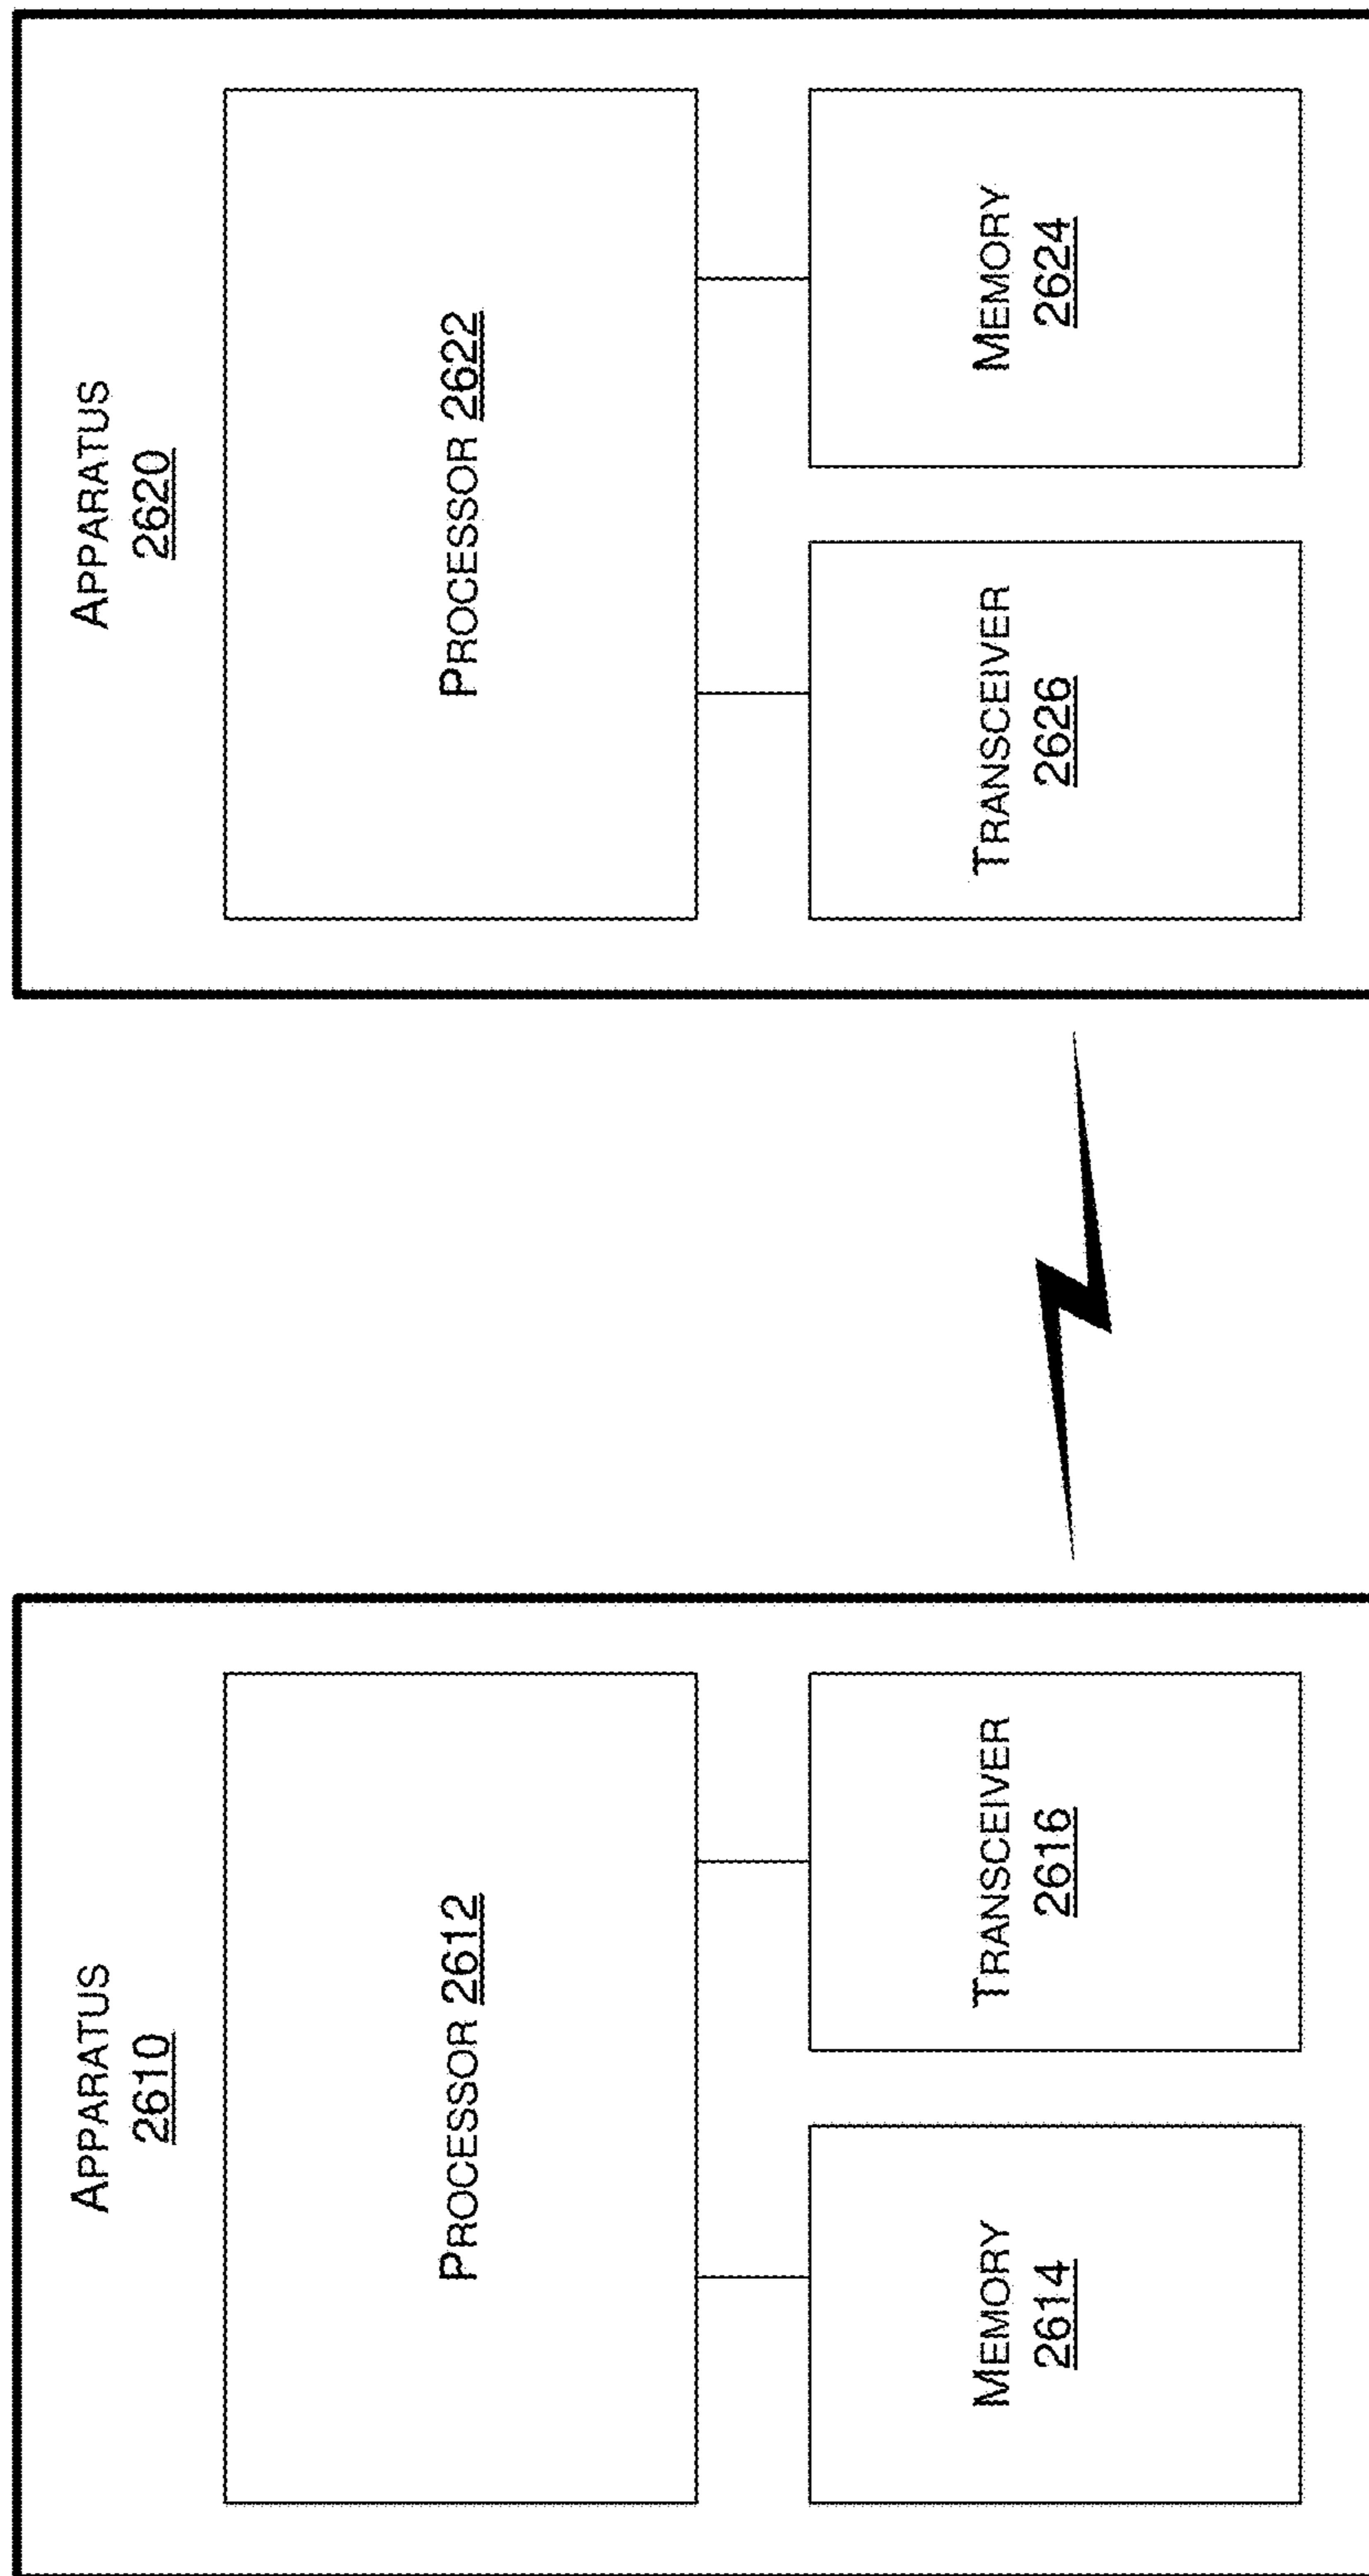 APPARATUS
2610
PROCESSOR 2612
MEMORY
2614
TRANSCEIVER
2616
APPARATUS
2620
PROCESSOR 2622
TRANSCEIVER
2626
MEMORY
2624